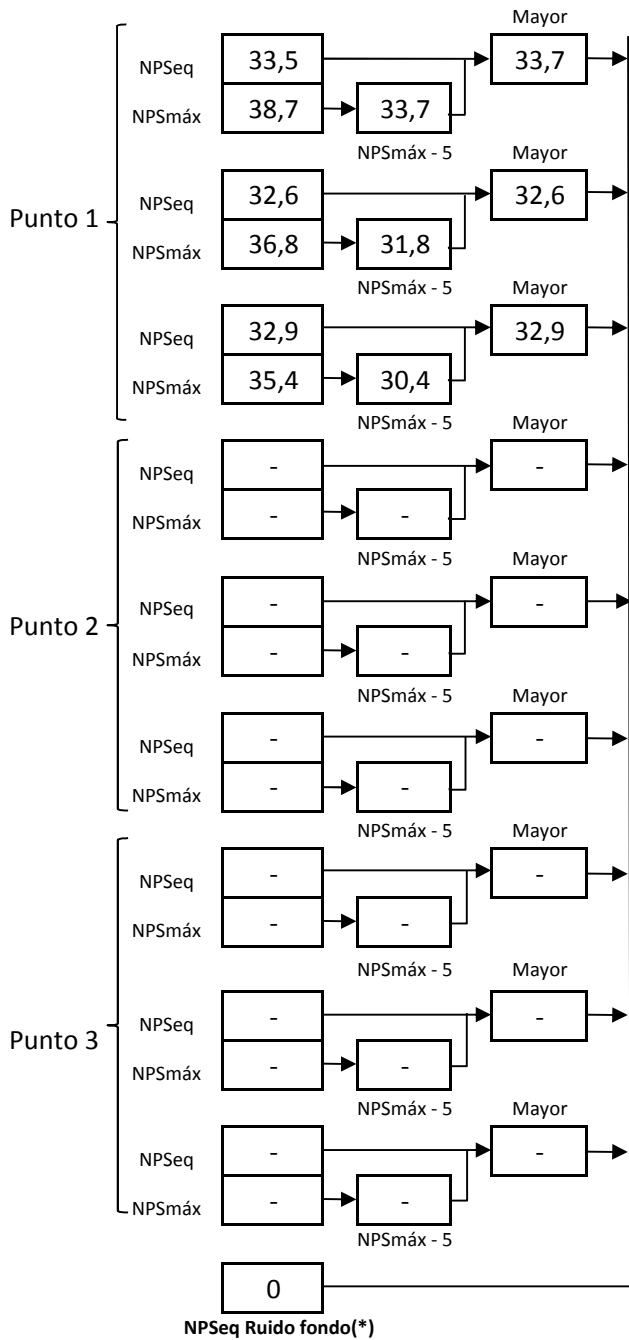 Mayor
NPSeq 33,5 33,7
NPSmáx 38,7 33,7
NPSmáx - 5
Mayor
Punto 1
NPSeq 32,6 32,6
NPSmáx 36,8 31,8
NPSmáx - 5
Mayor
NPSeq 32,9 32,9
NPSmáx 35,4 30,4
NPSmáx - 5
Mayor
NPSeq - -
NPSmáx - -
NPSmáx - 5
Mayor
Punto 2
NPSeq - -
NPSmáx - -
NPSmáx - 5
Mayor
NPSeq - -
NPSmáx - -
NPSmáx - 5
Mayor
NPSeq - -
NPSmáx - -
NPSmáx - 5
Mayor
Punto 3
NPSeq - -
NPSmáx - -
NPSmáx - 5
Mayor
NPSeq - -
NPSmáx - -
NPSmáx - 5
0
NPSeq Ruido fondo(*)